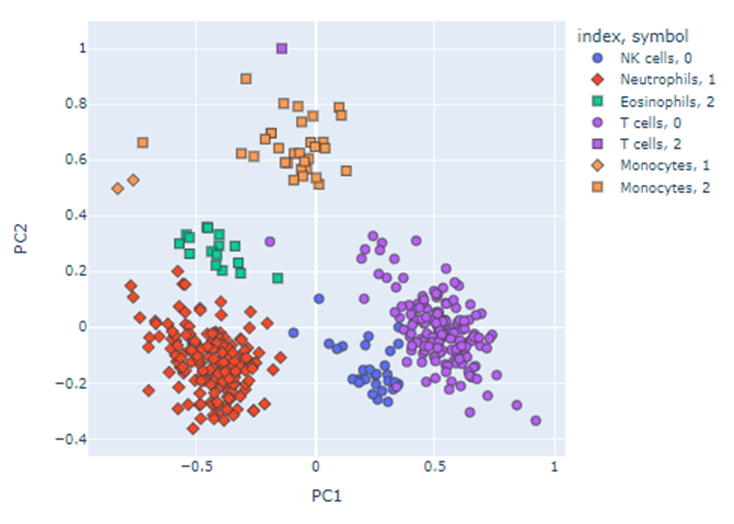 index, symbol
NK cells, 0
Neutrophils, 1
Eosinophils, 2
T cells, 0
T cells, 2
Monocytes, 1
Monocytes, 2
PC2
1
0.8
0.6
0.4
0.2
0
−0.2
−0.4
−0.5 0 0.5 1
PC1